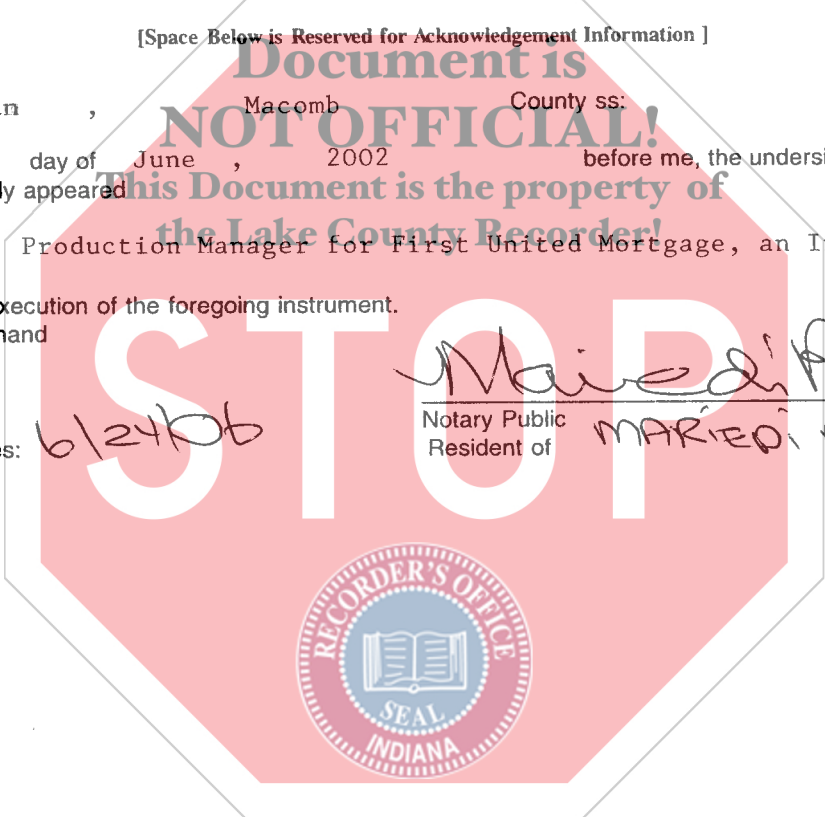 [Space Below is Reserved for Acknowledgement Information ]
Document is
n , Macomb County ss:
NOT OFFICIAL!
day of June , 2002 before me, the undersi
ly appeared
This Document is the property of
the Lake County Recorder!
Production Manager for First United Mortgage, an I
xecution of the foregoing instrument.
hand
STOP
Notary Public
es: 6/24/06
Resident of MARIEDI
RECORDER'S OFFICE
SEAL
INDIANA